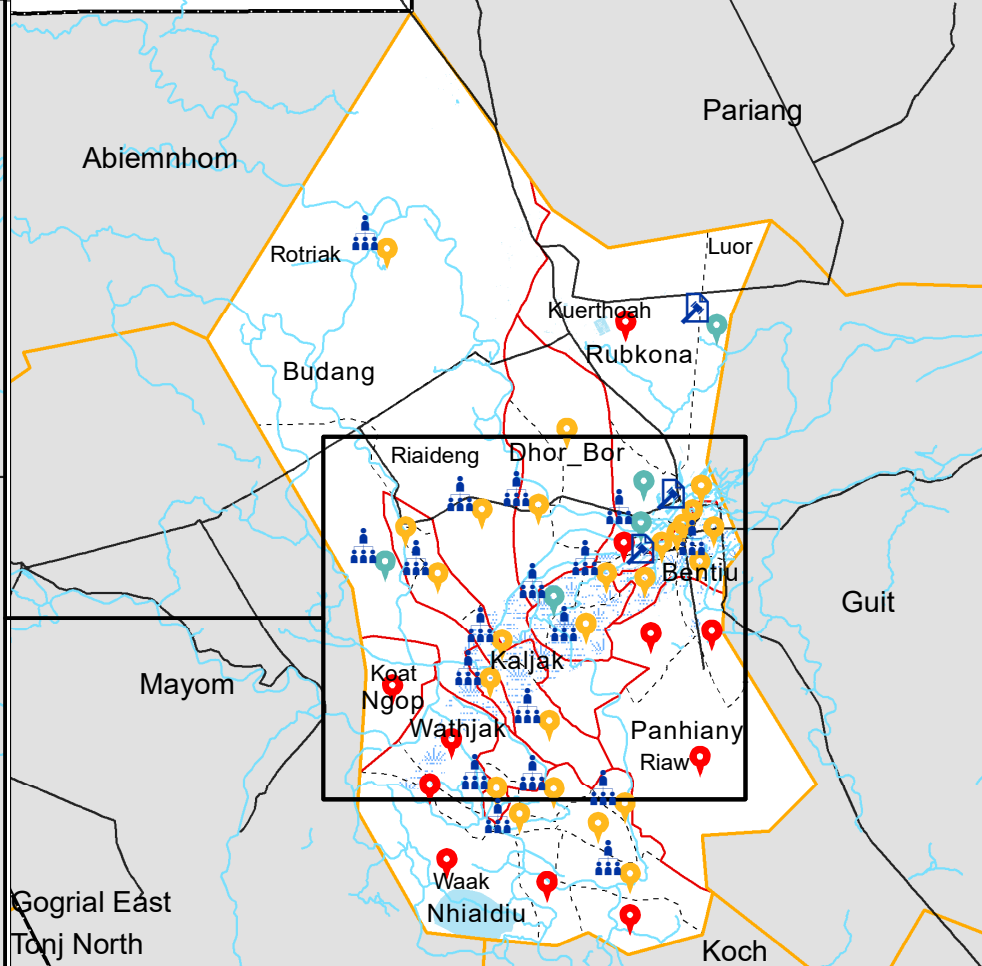 Pariang
Abiemnhom
Luor
Rotriak
Kuerthoah
Rubkona
Budang
Riaideng
Dhor_Bor
Bentiu
Guit
Kaljak
Koat
Ngop
Mayom
Wathjak
Panhiany
Riaw
Waak
Nhialdiu
Gogrial East
Tonj North
Koch